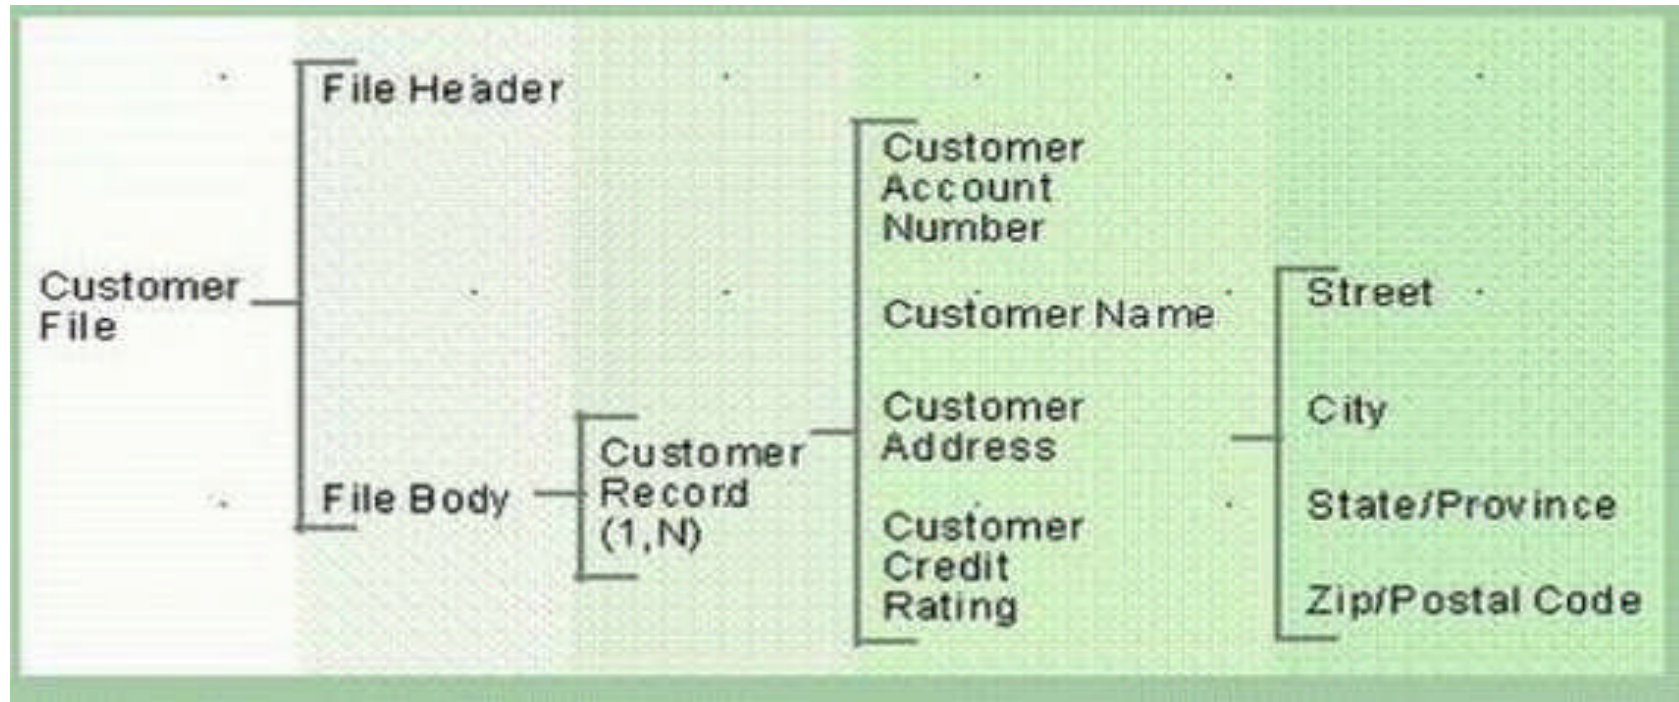 Customer
File
File Header
File Body
Customer
Record
(1,N)
Customer
Account
Number
Customer Name
Customer
Address
Customer
Credit
Rating
Street
City
State/Province
Zip/Postal Code